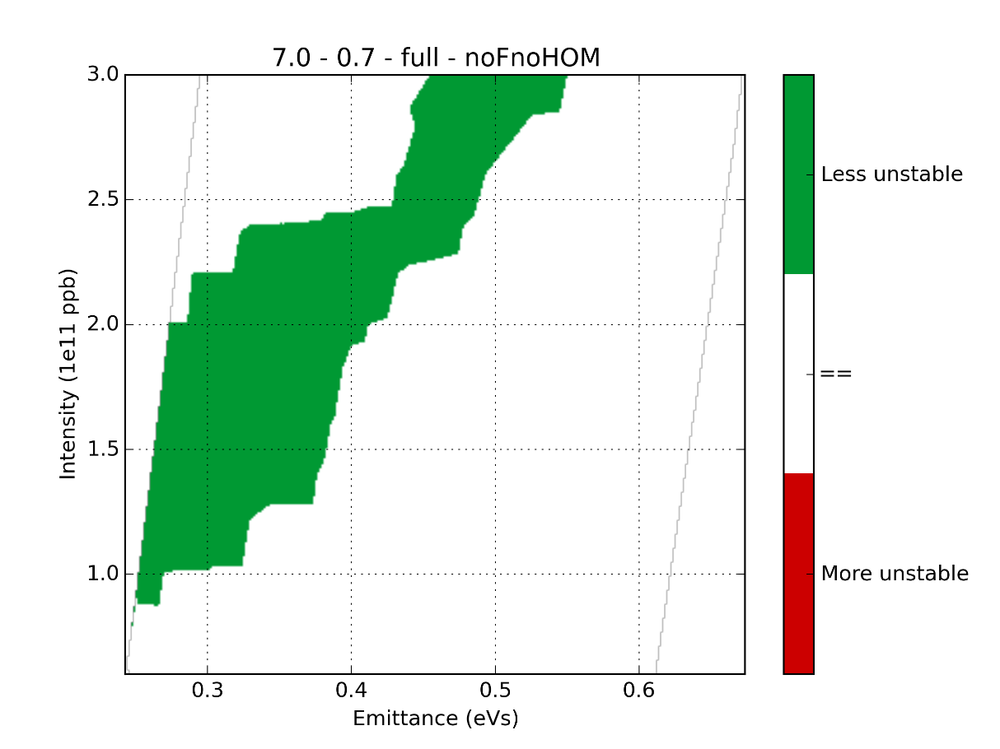 7.0 - 0.7 - full - noFnoHOM
3.0
2.5
2.0
1.5
1.0
Intensity (1e11 ppb)
0.3 0.4 0.5 0.6
Emittance (eVs)
Less unstable
==
More unstable